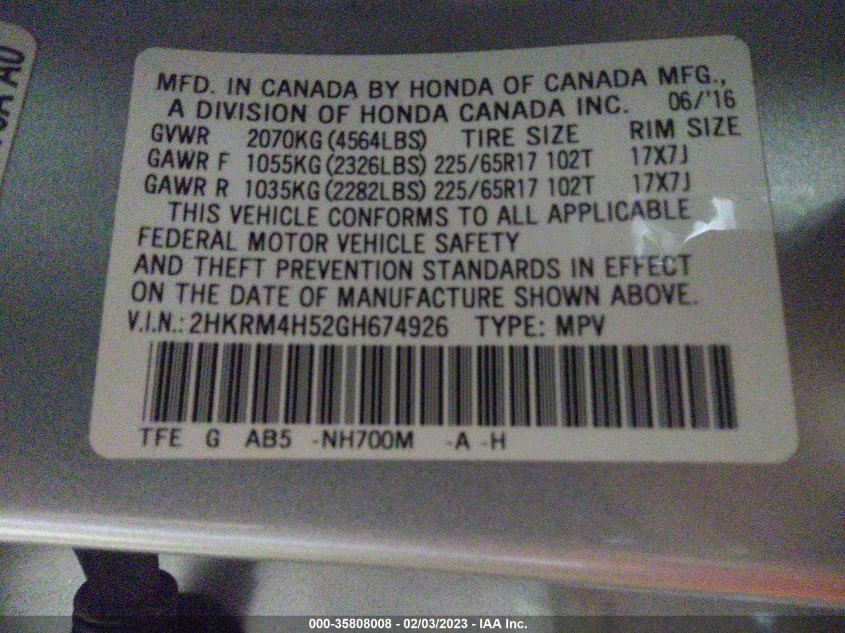 MFD. IN CANADA BY HONDA OF CANADA MFG.,
A DIVISION OF HONDA CANADA INC. 06/'16
GVWR 2070KG (4564LBS) TIRE SIZE RIM SIZE
GAWR F 1055KG (2326LBS) 225/65R17 102T 17X7J
GAWR R 1035KG (2282LBS) 225/65R17 102T 17X7J
THIS VEHICLE CONFORMS TO ALL APPLICABLE
FEDERAL MOTOR VEHICLE SAFETY
AND THEFT PREVENTION STANDARDS IN EFFECT
ON THE DATE OF MANUFACTURE SHOWN ABOVE.
V.I.N.: 2HKRM4H52GH674926 TYPE: MPV
TFE G AB5 -NH700M -A -H
000-35808008 - 02/03/2023 - IAA Inc.